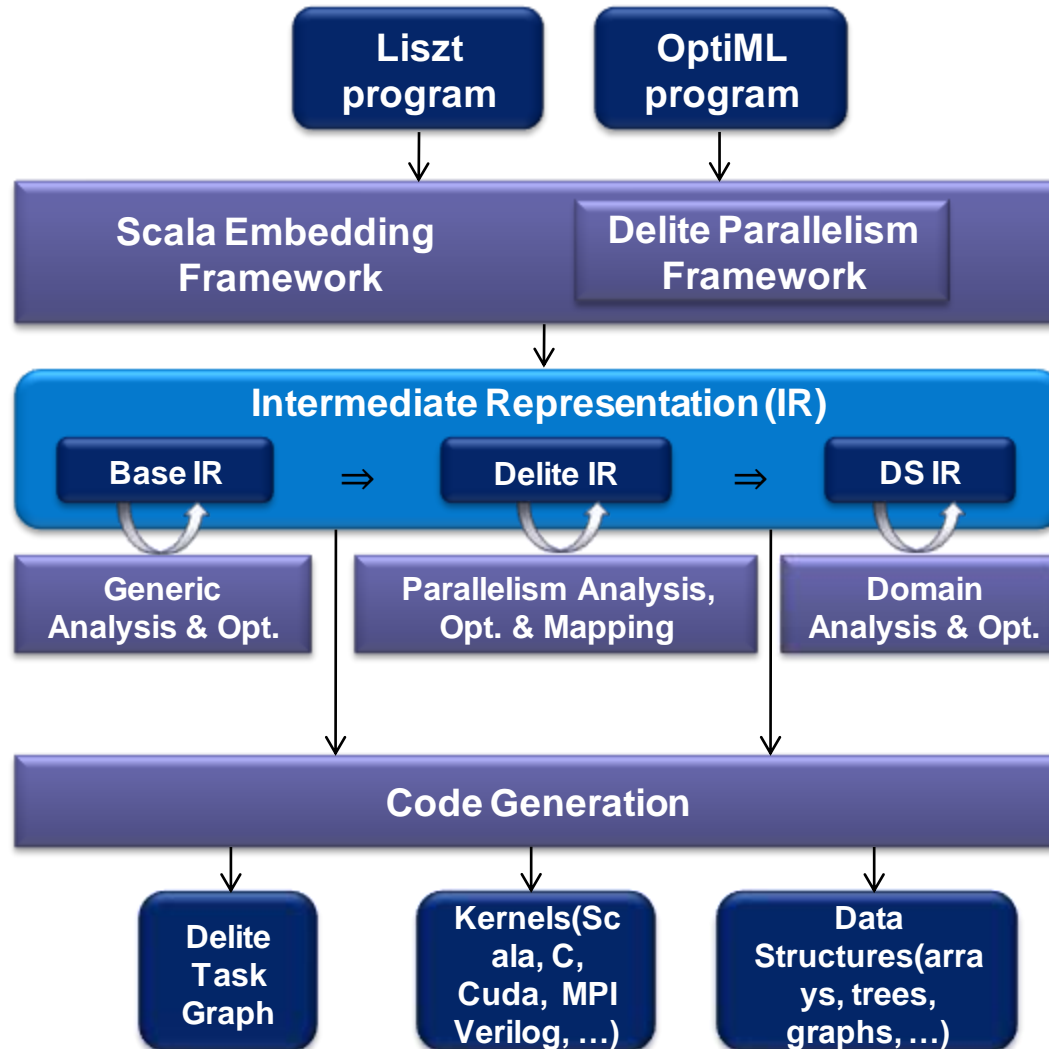 Liszt
program
OptiML
program
Scala Embedding
Framework
Delite Parallelism
Framework
Intermediate Representation (IR)
Base IR
⇒
Delite IR
⇒
DS IR
Generic
Analysis & Opt.
Parallelism Analysis,
Opt. & Mapping
Domain
Analysis & Opt.
Code Generation
Delite
Task
Graph
Kernels(Sc
ala, C,
Cuda, MPI
Verilog, …)
Data
Structures(arra
ys, trees,
graphs, …)